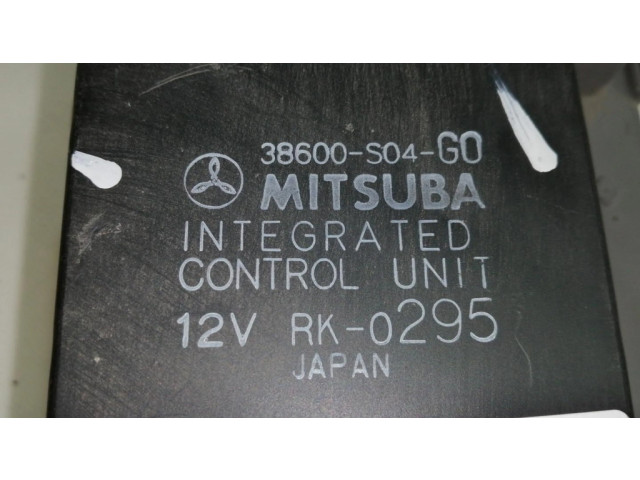 38600-S04-G0
MITSUBA
INTEGRATED
CONTROL UNIT
12V RK-0295
JAPAN